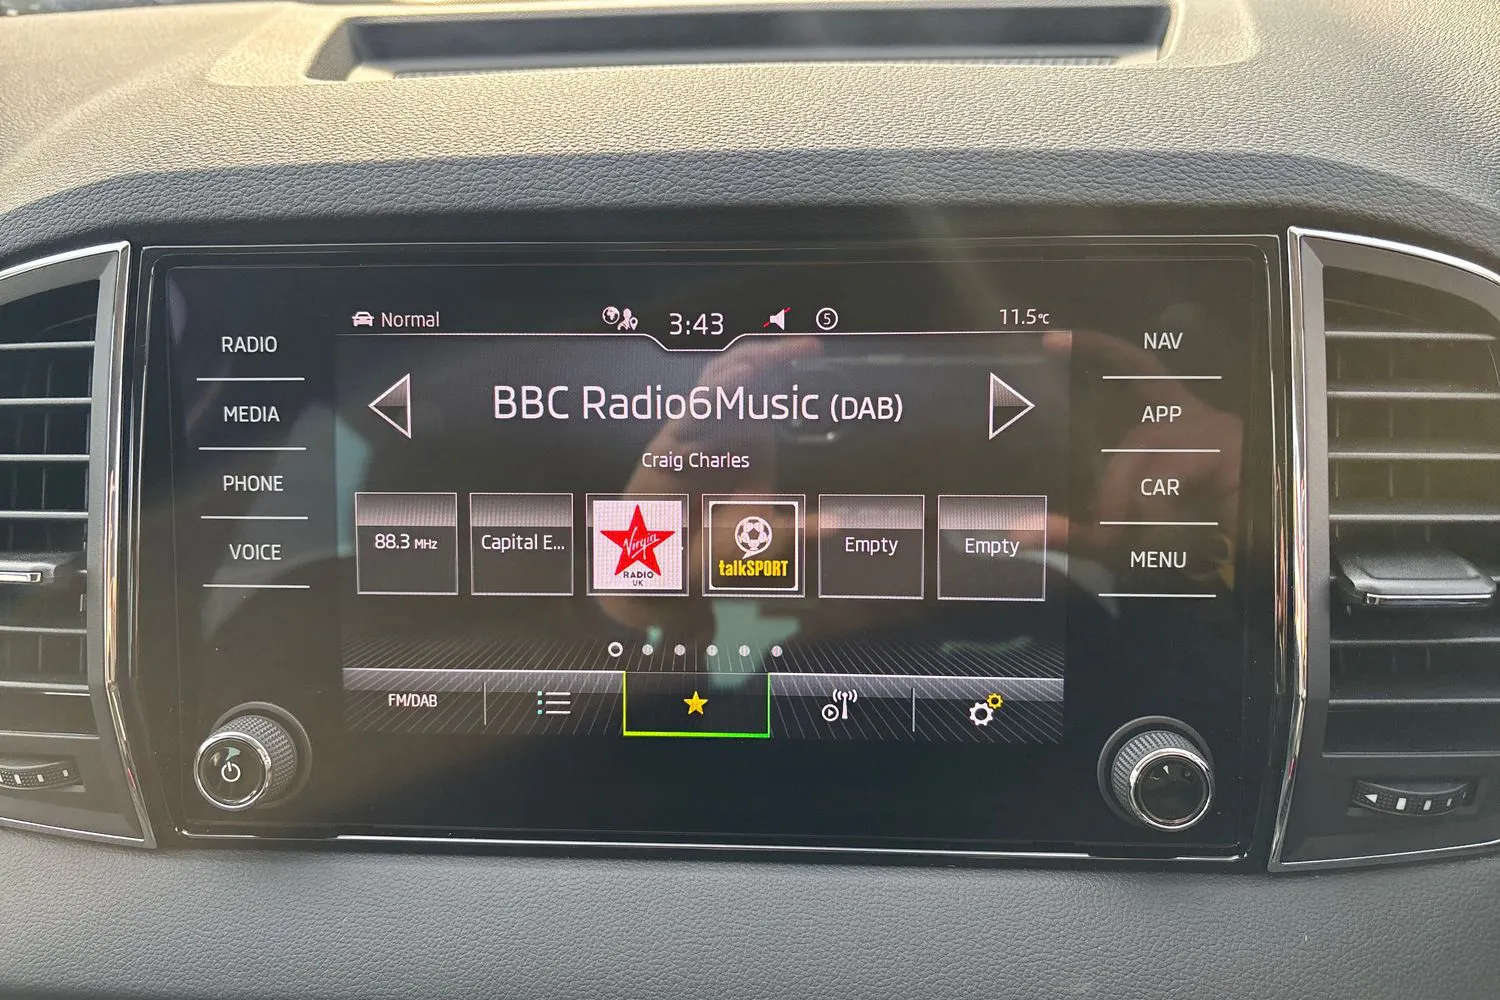 Normal
3:43
5
11.5°C
RADIO
MEDIA
PHONE
VOICE
BBC Radio6Music (DAB)
Craig Charles
88.3 MHz
Capital E...
Virgin
RADIO
UK
talkSPORT
Empty
Empty
FM/DAB
NAV
APP
CAR
MENU